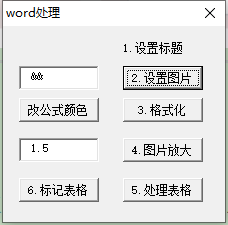 word处理
1.设置标题
&&
2.设置图片
改公式颜色
3.格式化
1.5
4.图片放大
6.标记表格
5.处理表格